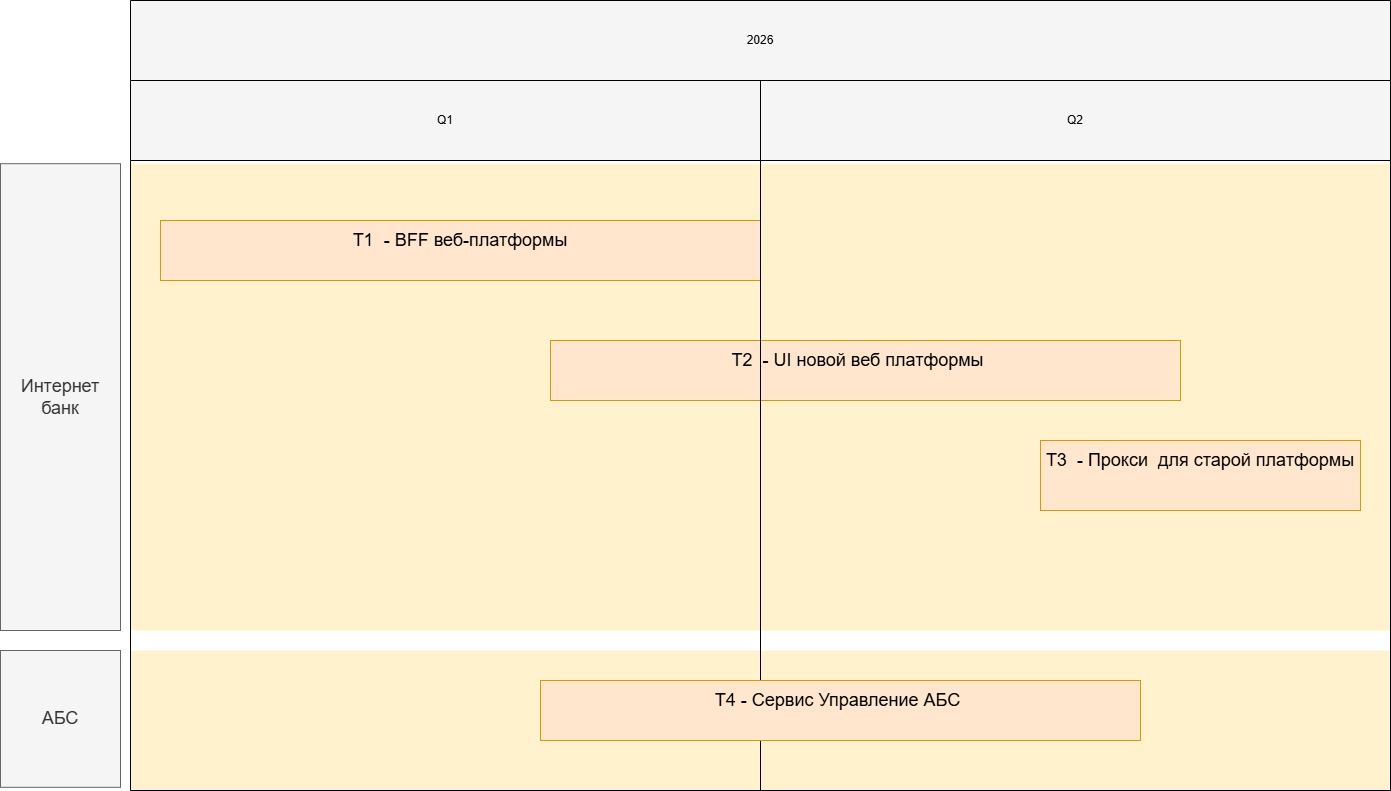 2026
Q1
Q2
Интернет
банк
T1  - BFF веб-платформы
T2  - UI новой веб платформы
T3  - Прокси  для старой платформы
АБС
T4 - Сервис Управление АБС